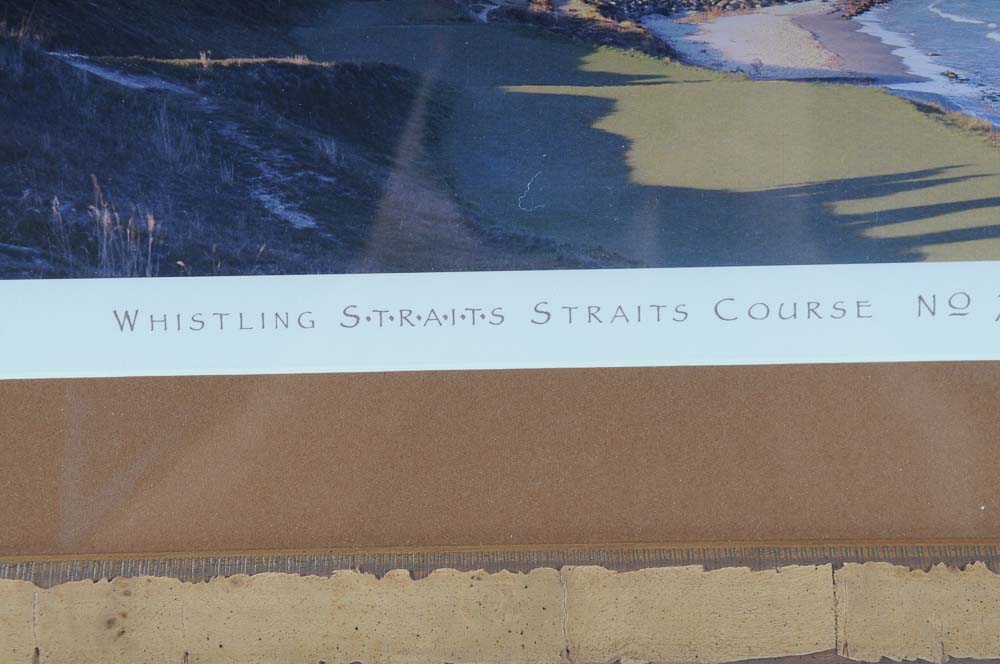 WHISTLING S•T•R•A•I•T•S STRAITS COURSE NO